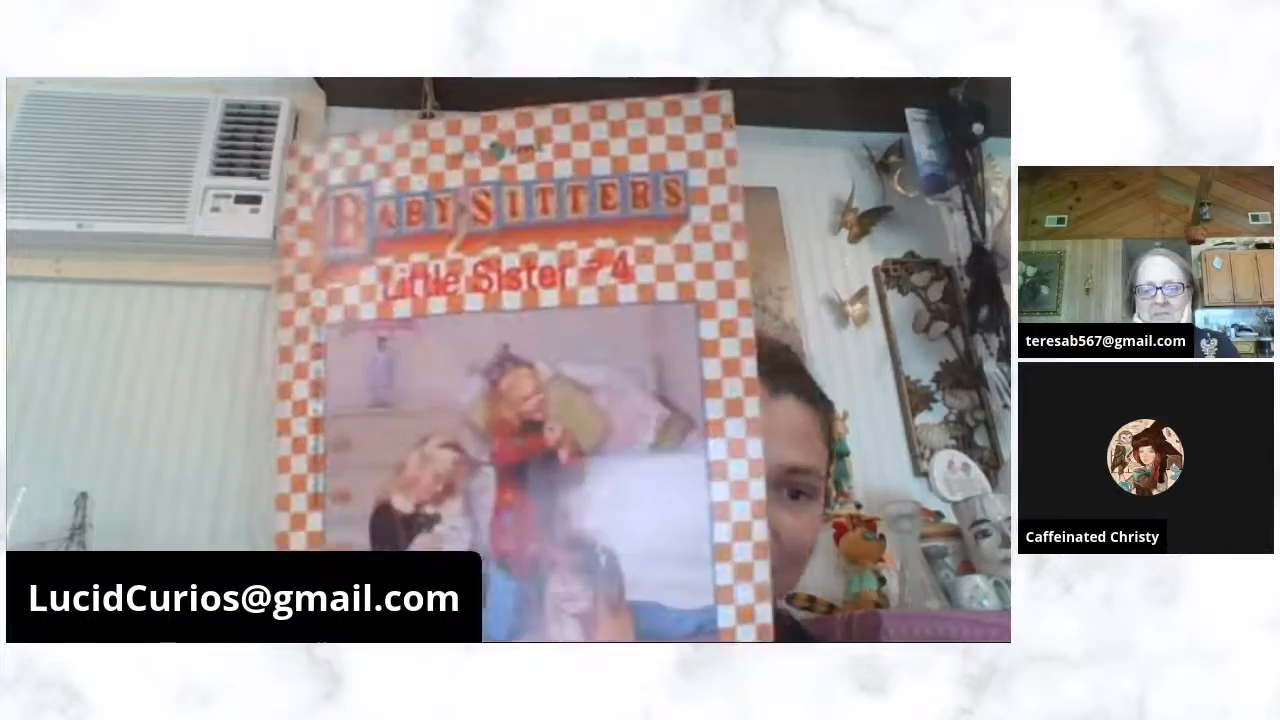 BABY SITTERS
Little Sister #4
LucidCurios@gmail.com
teresab567@gmail.com
Caffeinated Christy